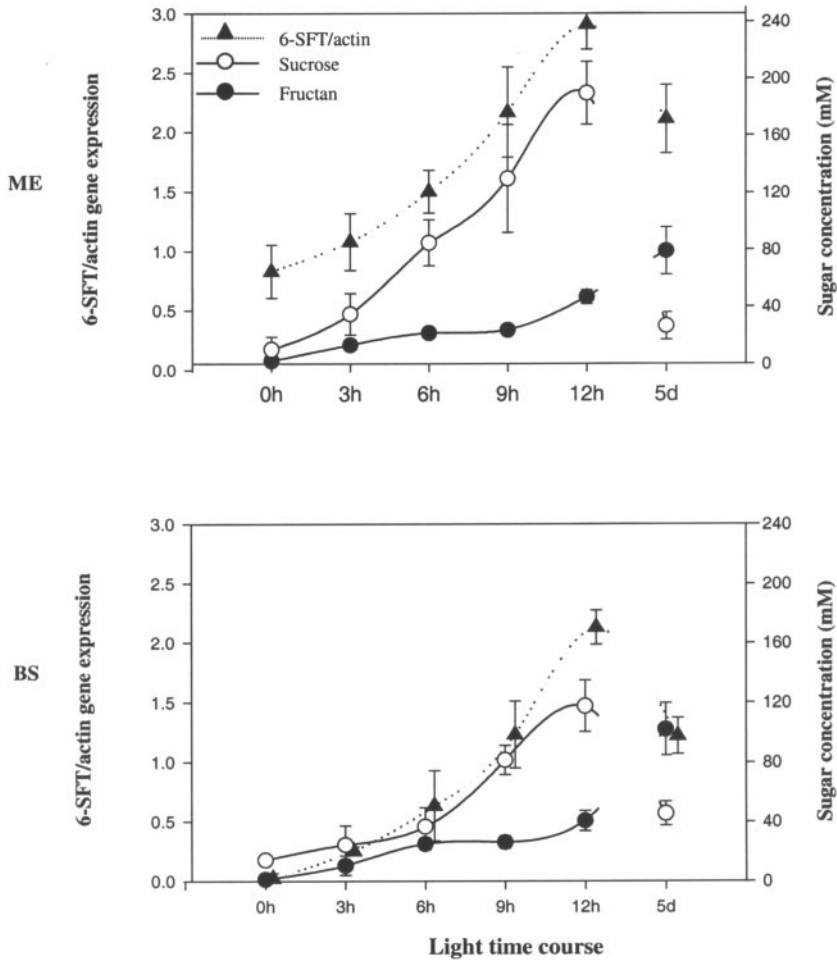 3.0
2.5
2.0
1.5
1.0
0.5
0.0
6-SFT/actin
Sucrose
Fructan
240
200
160
120
80
40
0
ME
6-SFT/actin gene expression
Sugar concentration (mM)
0h 3h 6h 9h 12h 5d
3.0
2.5
2.0
1.5
1.0
0.5
0.0
240
200
160
120
80
40
0
BS
6-SFT/actin gene expression
Sugar concentration (mM)
0h 3h 6h 9h 12h 5d
Light time course